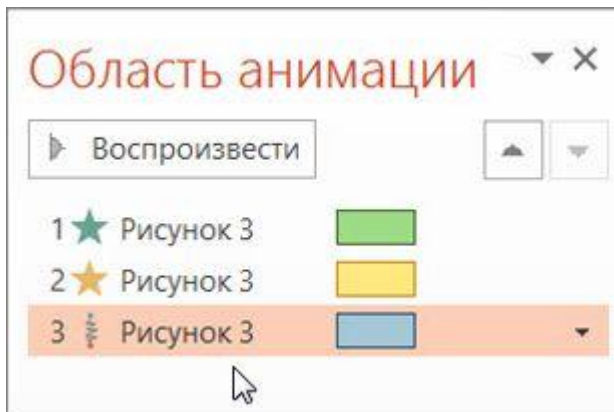 Область анимации
Воспроизвести
1 Рисунок 3
2 Рисунок 3
3 Рисунок 3